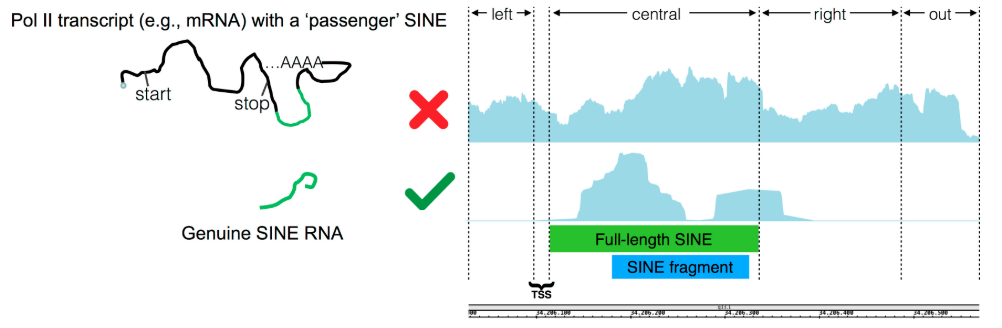 Pol II transcript (e.g., mRNA) with a ‘passenger’ SINE
left
central
right
out
...AAAA
start
stop
Genuine SINE RNA
Full-length SINE
SINE fragment
TSS
00
34.206.100
34.206.200
34.206.300
34.206.400
34.206.500